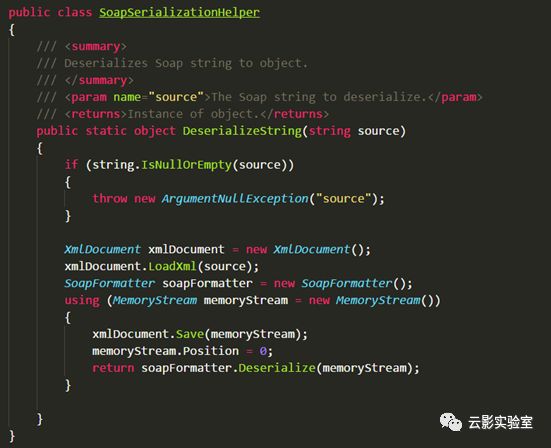 public class SoapSerializationHelper
{
/// <summary>
/// Deserializes Soap string to object.
/// </summary>
/// <param name="source">The Soap string to deserialize.</param>
/// <returns>Instance of object.</returns>
public static object DeserializeString(string source)
{
if (string.IsNullOrEmpty(source))
{
throw new ArgumentNullException("source");
}
XmlDocument xmlDocument = new XmlDocument();
xmlDocument.LoadXml(source);
SoapFormatter soapFormatter = new SoapFormatter();
using (MemoryStream memoryStream = new MemoryStream())
{
xmlDocument.Save(memoryStream);
memoryStream.Position = 0;
return soapFormatter.Deserialize(memoryStream);
}
}
}
云影实验室